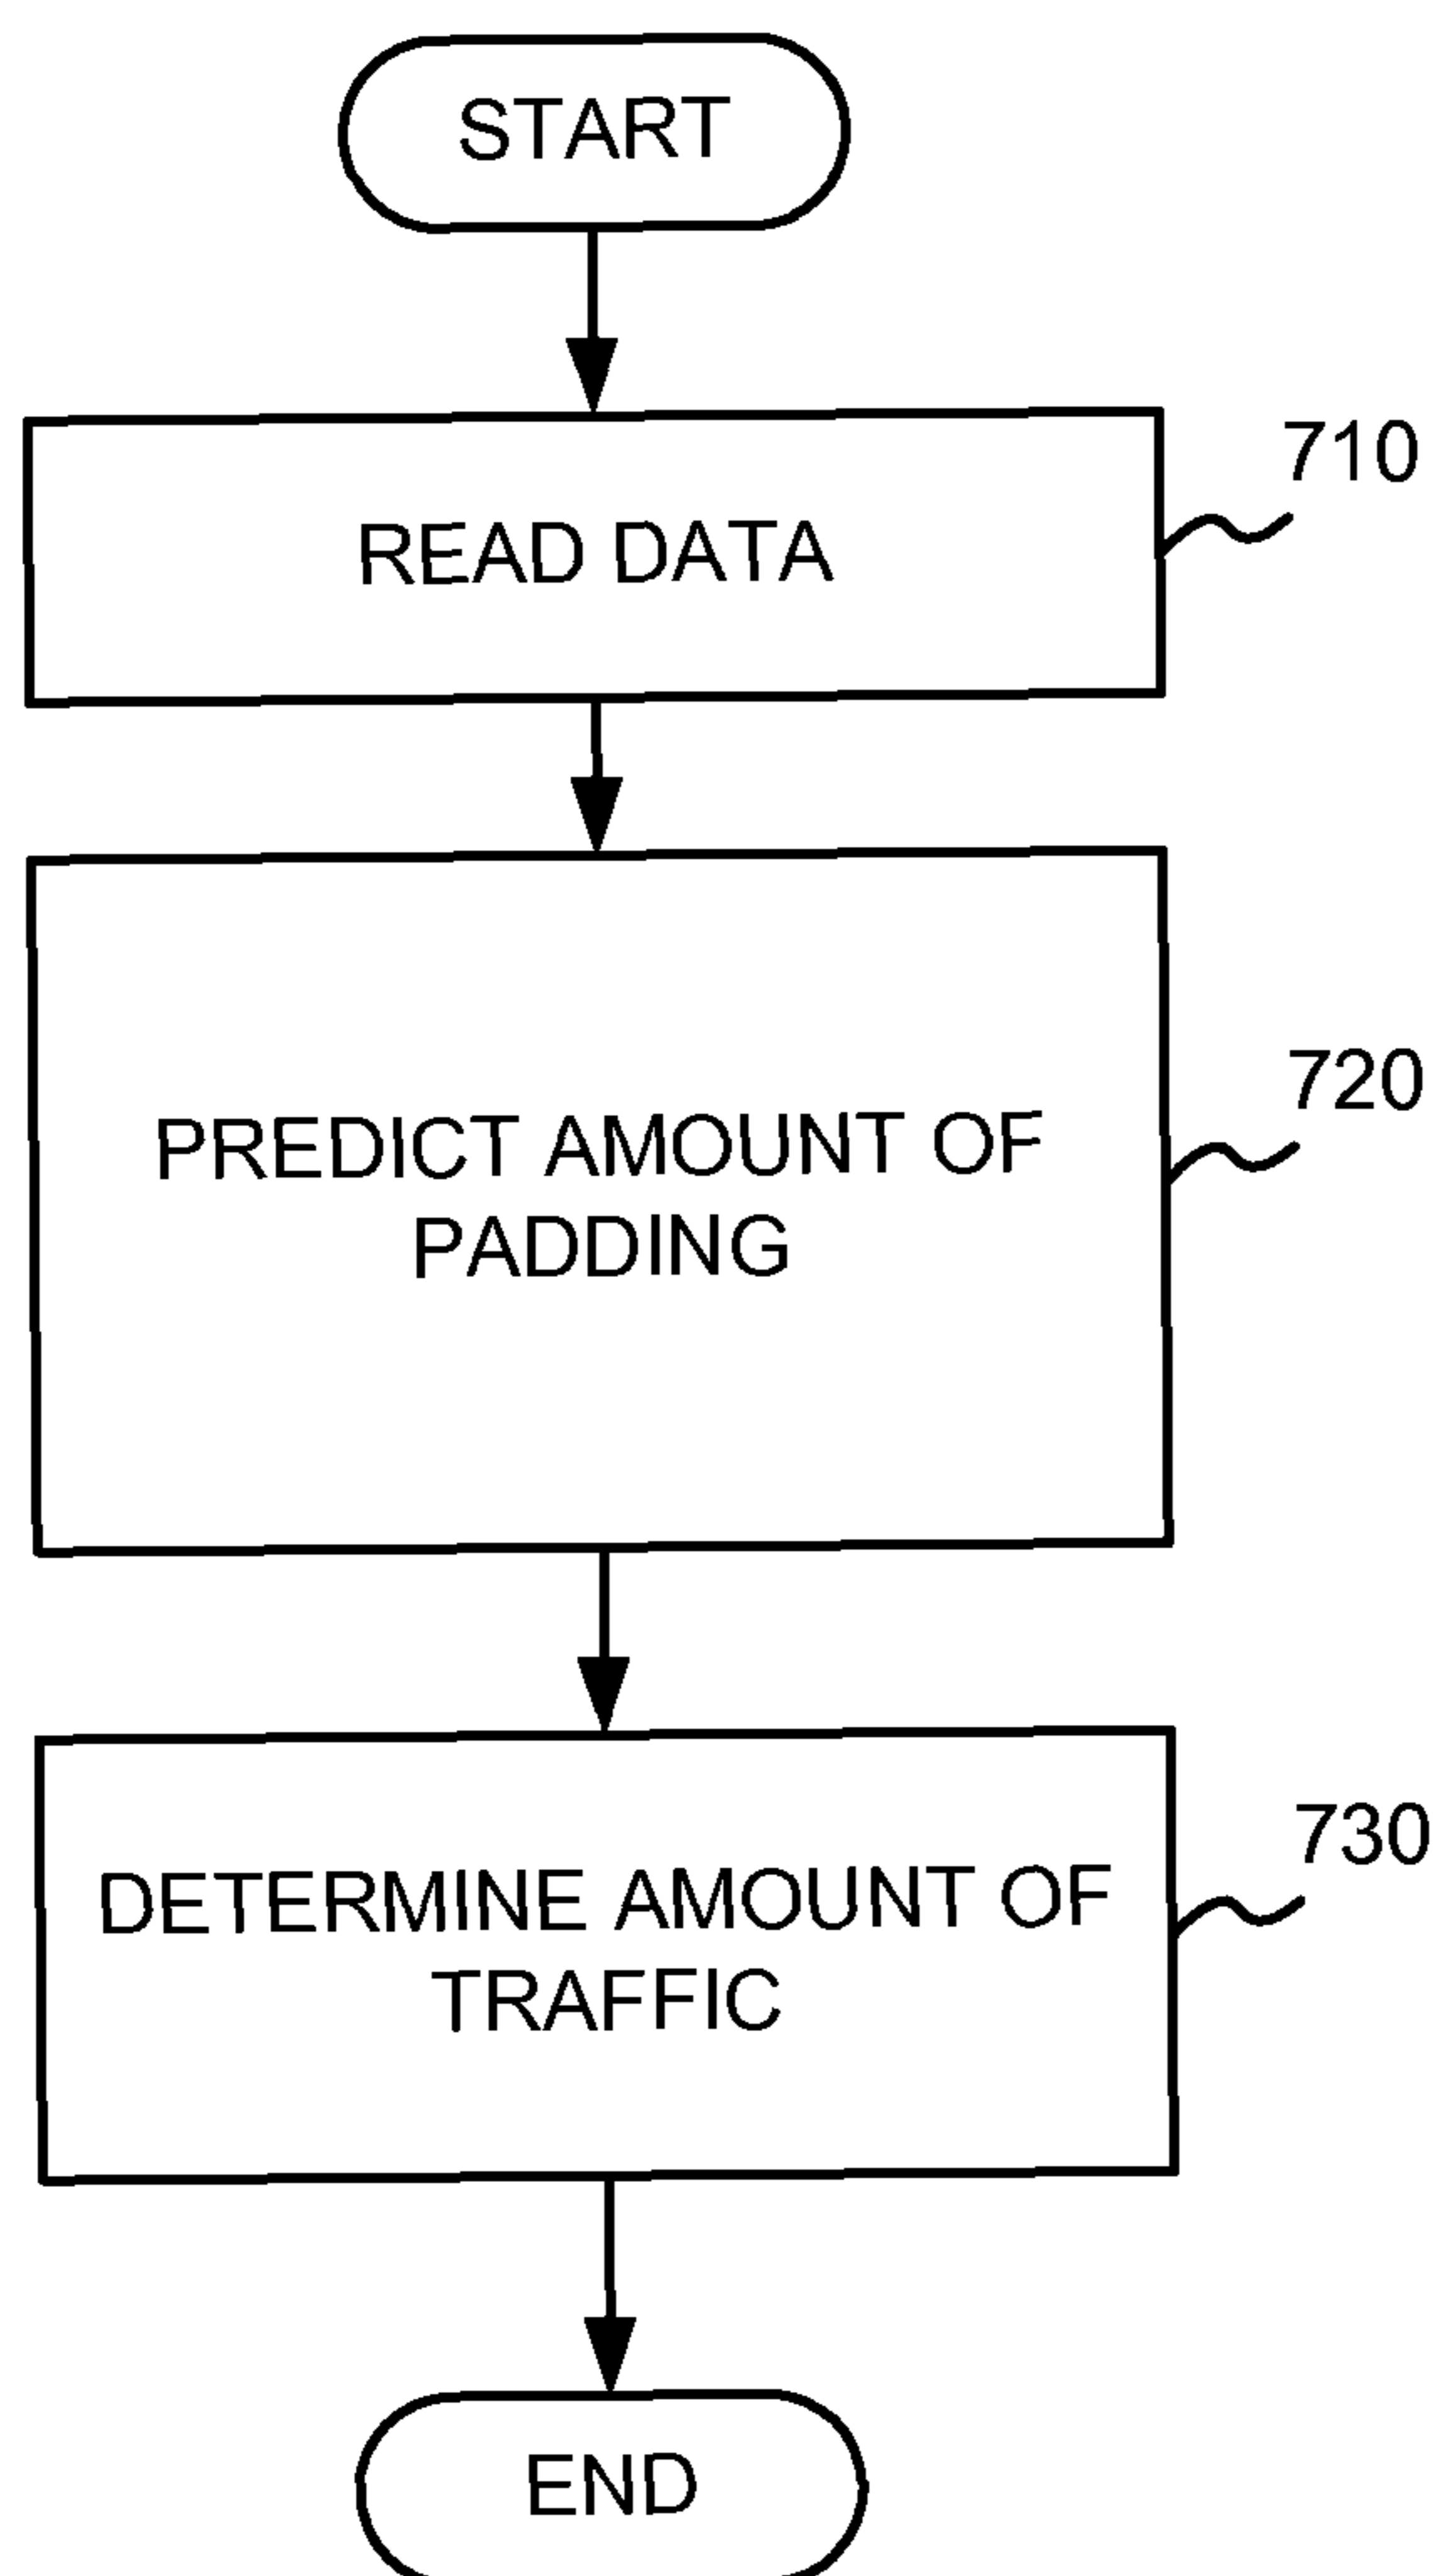 START
READ DATA
710
PREDICT AMOUNT OF
PADDING
720
DETERMINE AMOUNT OF
TRAFFIC
730
END